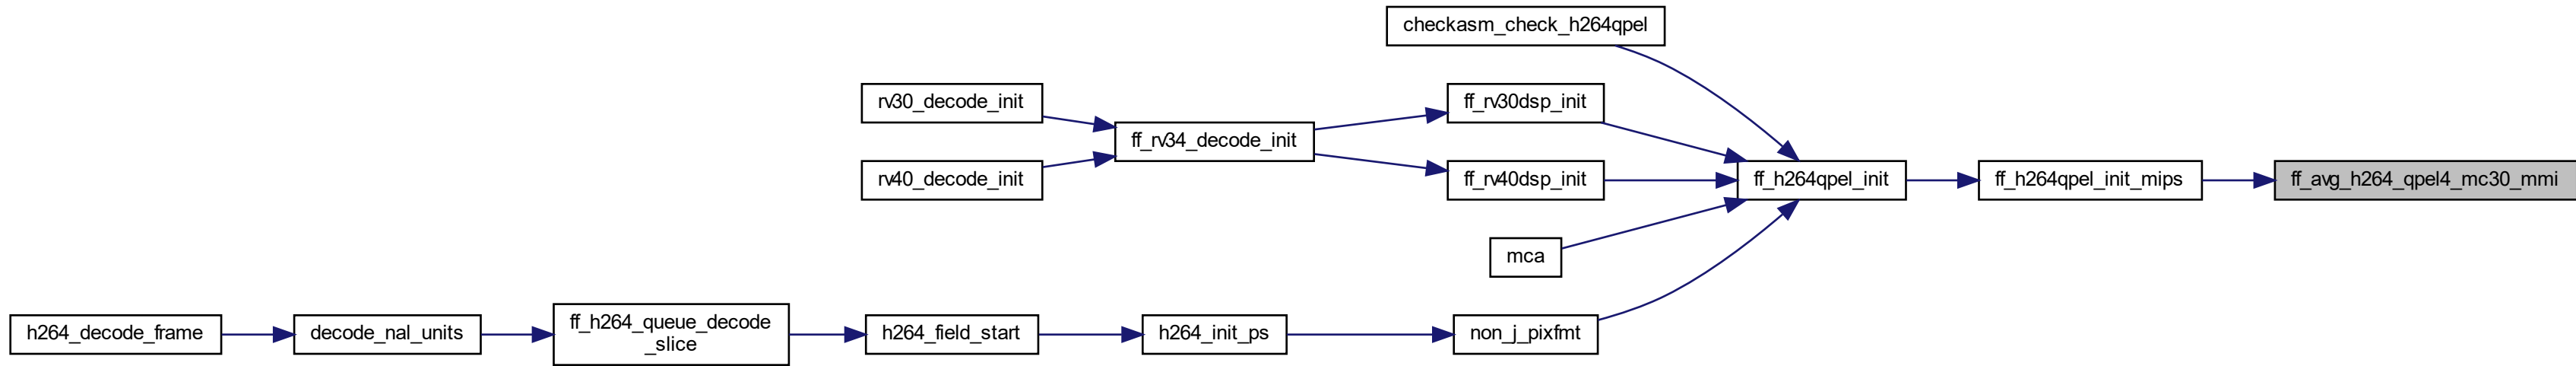 checkasm_check_h264qpel
rv30_decode_init
ff_rv30dsp_init
ff_rv34_decode_init
rv40_decode_init
ff_rv40dsp_init
ff_h264qpel_init
ff_h264qpel_init_mips
ff_avg_h264_qpel4_mc30_mmi
mca
h264_decode_frame
decode_nal_units
ff_h264_queue_decode
_slice
h264_field_start
h264_init_ps
non_j_pixfmt